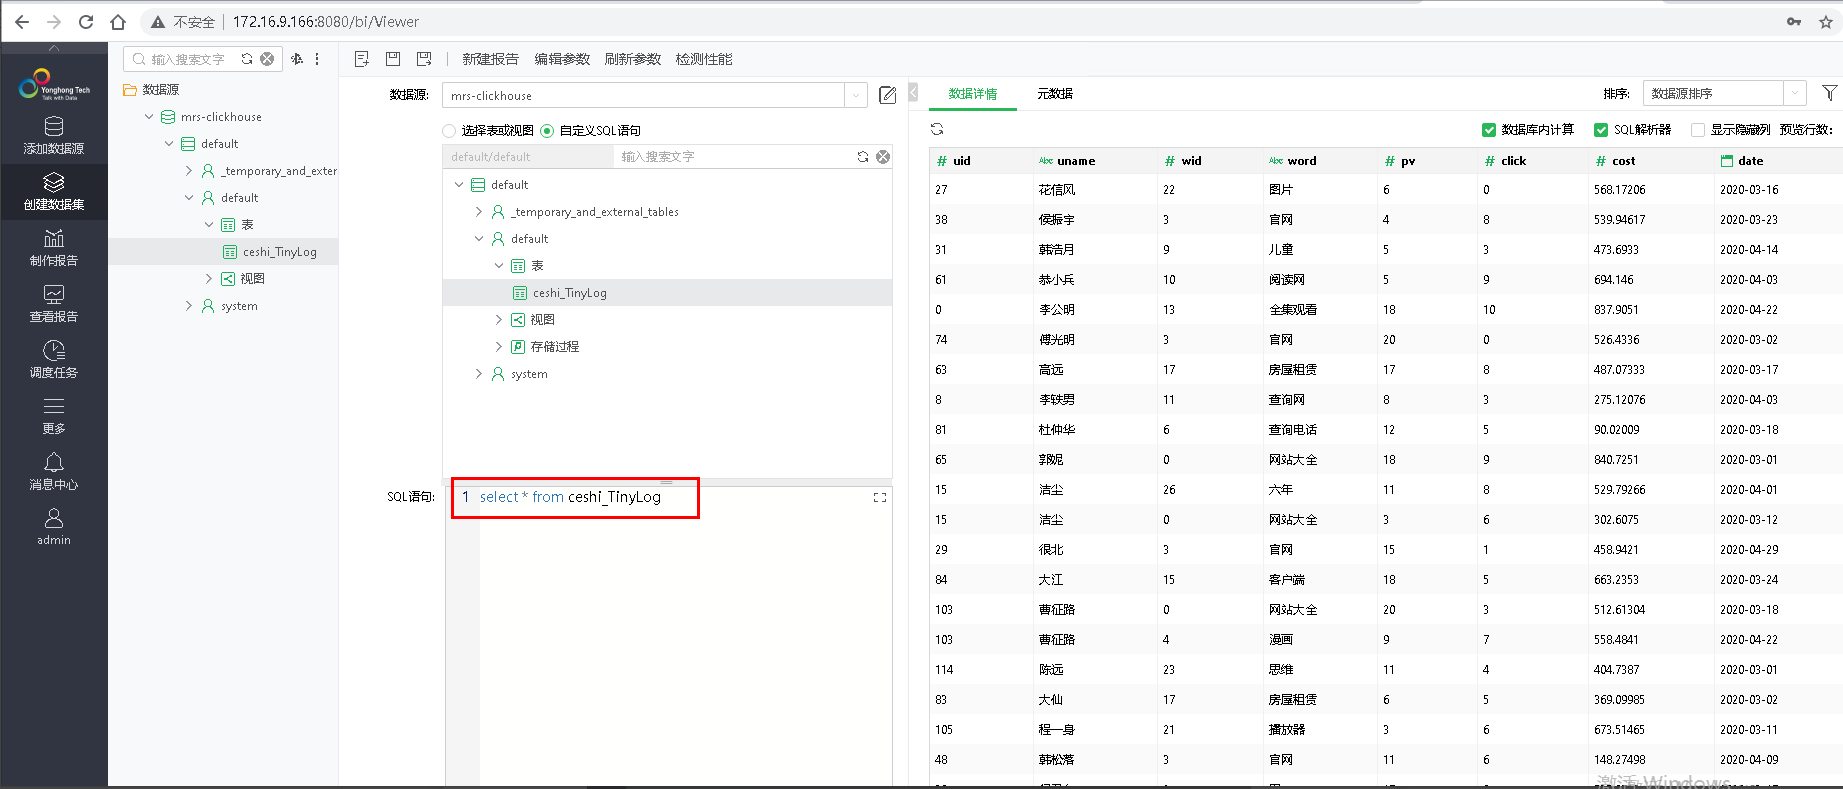 不安全 172.16.9.166:8080/bi/Viewer
Yonghong Tech
Talk with Data
添加数据源
创建数据集
制作报告
查看报告
调度任务
更多
消息中心
admin
输入搜索文字
数据源
mrs-clickhouse
default
_temporary_and_exter
default
表
ceshi_TinyLog
视图
system
新建报告 编辑参数 刷新参数 检测性能
数据源: mrs-clickhouse
选择表或视图 自定义SQL语句
default/default 输入搜索文字
default
_temporary_and_external_tables
default
表
ceshi_TinyLog
视图
存储过程
system
SQL语句: 1 select * from ceshi_TinyLog
数据详情 元数据 排序: 数据源排序
数据库内计算 SQL解析器 显示隐藏列 预览行数:
# uid Abc uname # wid Abc word # pv # click # cost date
27 花信风 22 图片 6 0 568.17206 2020-03-16
38 侯振宇 3 官网 4 8 539.94617 2020-03-23
31 韩浩月 9 儿童 5 3 473.6933 2020-04-14
61 恭小兵 10 阅读网 5 9 694.146 2020-04-03
0 李公明 13 全集观看 18 10 837.9051 2020-04-22
74 傅光明 3 官网 20 0 526.4336 2020-03-02
63 高远 17 房屋租赁 17 8 487.07333 2020-03-17
8 李轶男 11 查询网 8 3 275.12076 2020-04-03
81 杜仲华 6 查询电话 12 5 90.02009 2020-03-18
65 郭妮 0 网站大全 18 9 840.7251 2020-03-01
15 洁尘 26 六年 11 8 529.79266 2020-04-01
15 洁尘 0 网站大全 3 6 302.6075 2020-03-12
29 很北 3 官网 15 1 458.9421 2020-04-29
84 大江 15 客户端 18 5 663.2353 2020-03-24
103 曹征路 0 网站大全 20 3 512.61304 2020-03-18
103 曹征路 4 漫画 9 7 558.4841 2020-04-22
114 陈远 23 思维 11 4 404.7387 2020-03-01
83 大仙 17 房屋租赁 6 5 369.09985 2020-03-02
105 程一身 21 播放器 3 6 673.51465 2020-03-11
48 韩松落 3 官网 11 6 148.27498 2020-04-09
激活 Windows